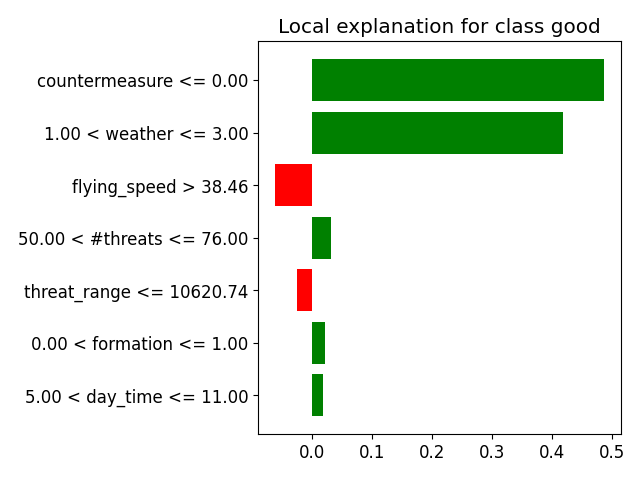 Local explanation for class good
countermeasure <= 0.00
1.00 < weather <= 3.00
flying_speed > 38.46
50.00 < #threats <= 76.00
threat_range <= 10620.74
0.00 < formation <= 1.00
5.00 < day_time <= 11.00
0.0 0.1 0.2 0.3 0.4 0.5